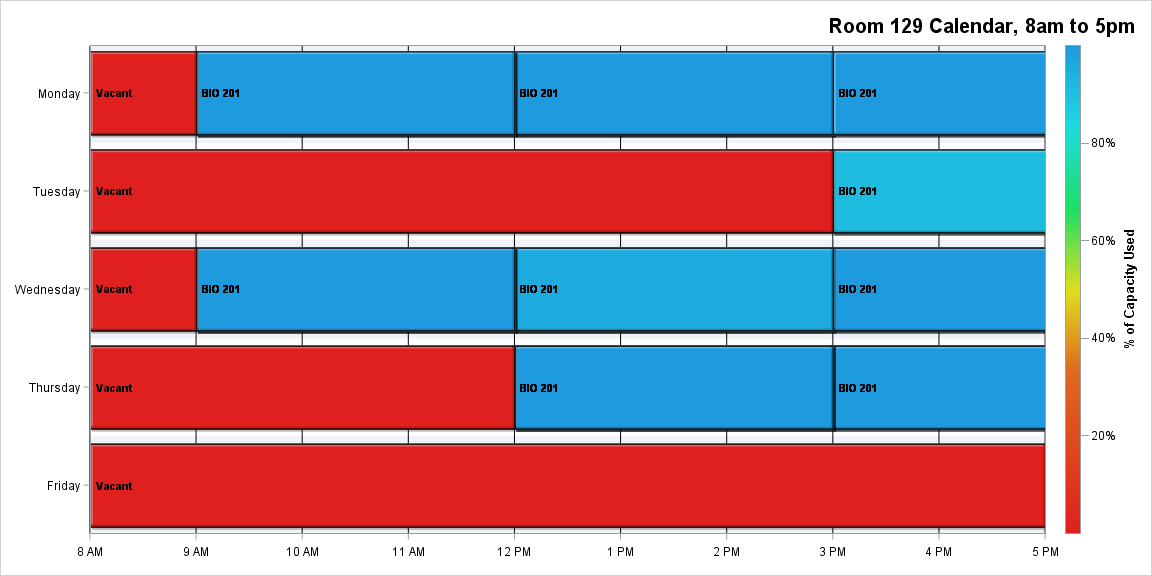 Room 129 Calendar, 8am to 5pm
Monday
Vacant
BIO 201
BIO 201
BIO 201
Tuesday
Vacant
BIO 201
Wednesday
Vacant
BIO 201
BIO 201
BIO 201
Thursday
Vacant
BIO 201
BIO 201
Friday
Vacant
8 AM
9 AM
10 AM
11 AM
12 PM
1 PM
2 PM
3 PM
4 PM
5 PM
80%
60%
40%
20%
% of Capacity Used